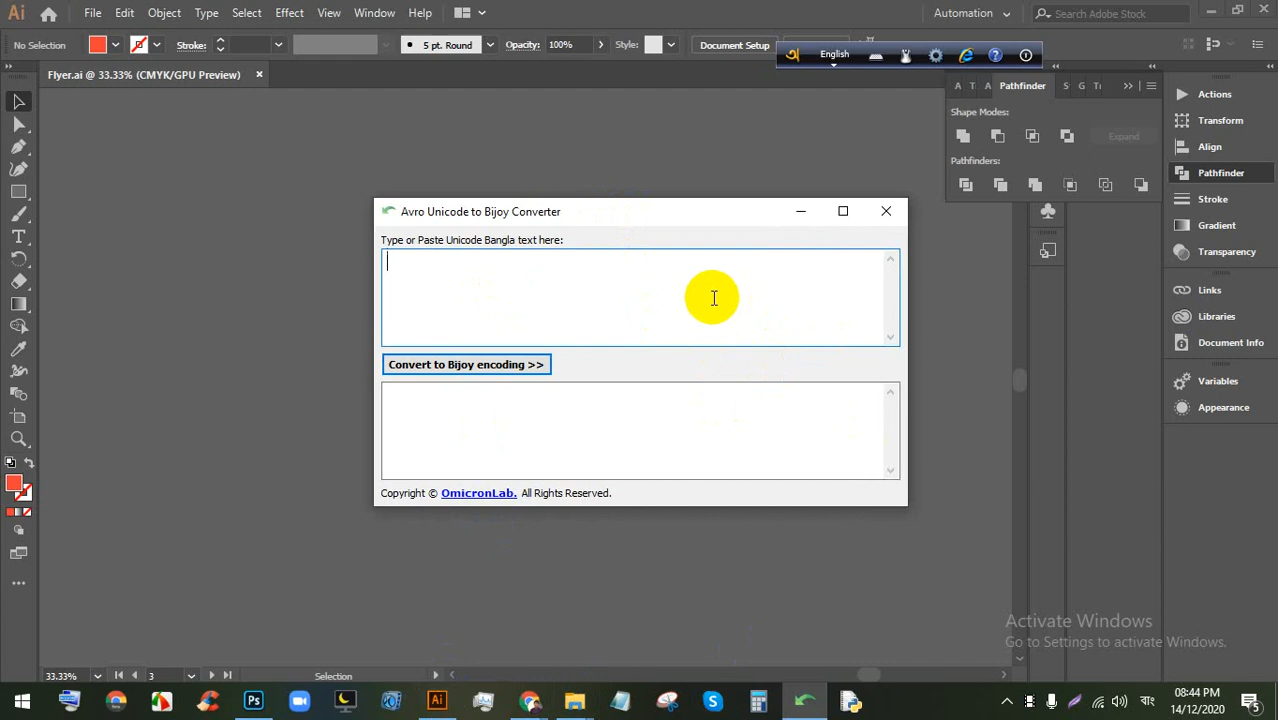 Ai File Edit Object Type Select Effect View Window Help Automation Search Adobe Stock
No Selection Stroke: 5 pt. Round Opacity: 100% Style: Document Setup
অ English
Flyer.ai @ 33.33% (CMYK/GPU Preview)
Pathfinder
Shape Modes:
Expand
Pathfinders:
Actions
Transform
Align
Pathfinder
Stroke
Gradient
Transparency
Links
Libraries
Document Info
Variables
Appearance
Avro Unicode to Bijoy Converter
Type or Paste Unicode Bangla text here:
Convert to Bijoy encoding >>
Copyright © OmicronLab. All Rights Reserved.
Activate Windows
Go to Settings to activate Windows.
33.33% 3 Selection
Ps Ai বাং 08:44 PM
14/12/2020 5